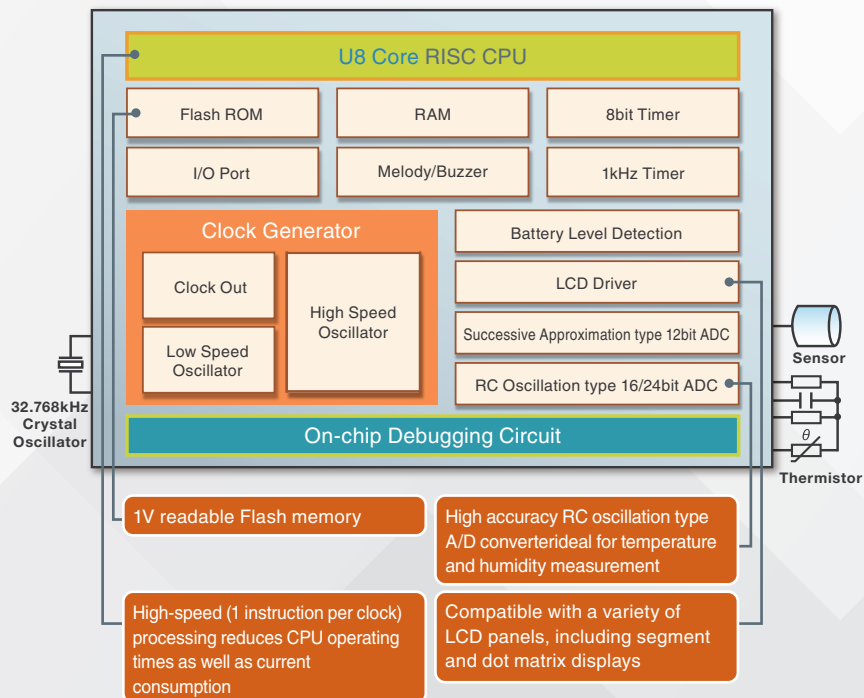 U8 Core RISC CPU
Flash ROM
RAM
8bit Timer
I/O Port
Melody/Buzzer
1kHz Timer
Clock Generator
Clock Out
Low Speed
Oscillator
High Speed
Oscillator
Battery Level Detection
LCD Driver
Successive Approximation type 12bit ADC
RC Oscillation type 16/24bit ADC
On-chip Debugging Circuit
32.768kHz
Crystal
Oscillator
Sensor
θ
Thermistor
1V readable Flash memory
High accuracy RC oscillation type
A/D converterideal for temperature
and humidity measurement
High-speed (1 instruction per clock)
processing reduces CPU operating
times as well as current
consumption
Compatible with a variety of
LCD panels, including segment
and dot matrix displays